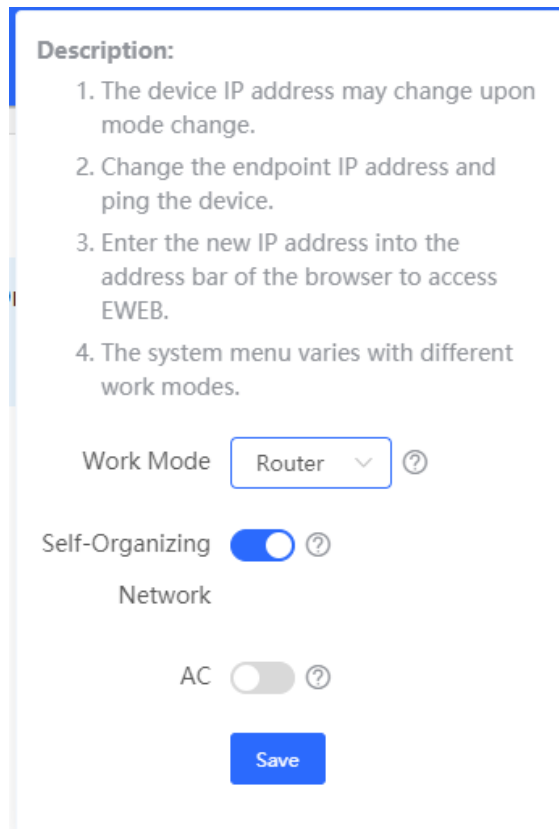 Description:
1. The device IP address may change upon
mode change.
2. Change the endpoint IP address and
ping the device.
3. Enter the new IP address into the
address bar of the browser to access
EWEB.
4. The system menu varies with different
work modes.
Work Mode Router ?
Self-Organizing ?
Network
AC ?
Save